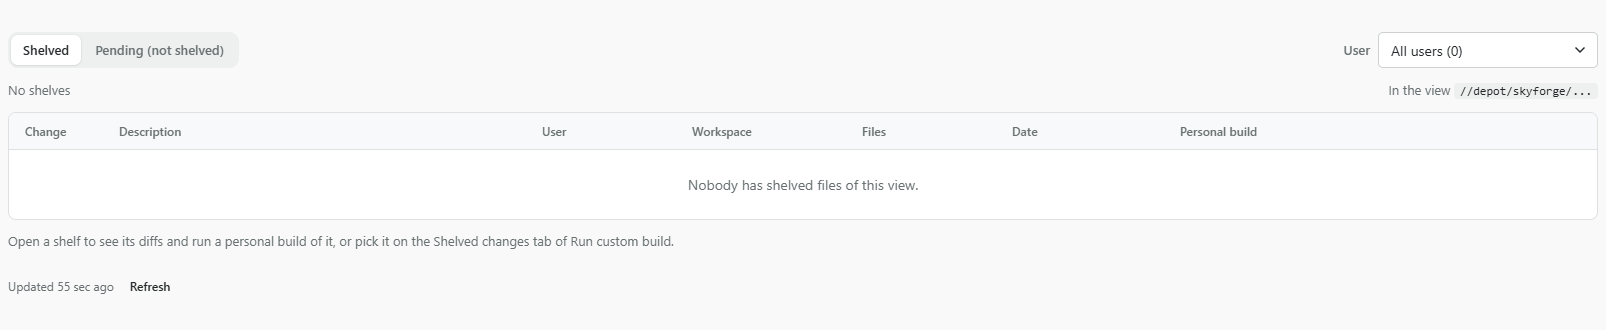 Shelved Pending (not shelved) User All users (0)
No shelves In the view //depot/skyforge/...
Change Description User Workspace Files Date Personal build
Nobody has shelved files of this view.
Open a shelf to see its diffs and run a personal build of it, or pick it on the Shelved changes tab of Run custom build.
Updated 55 sec ago Refresh